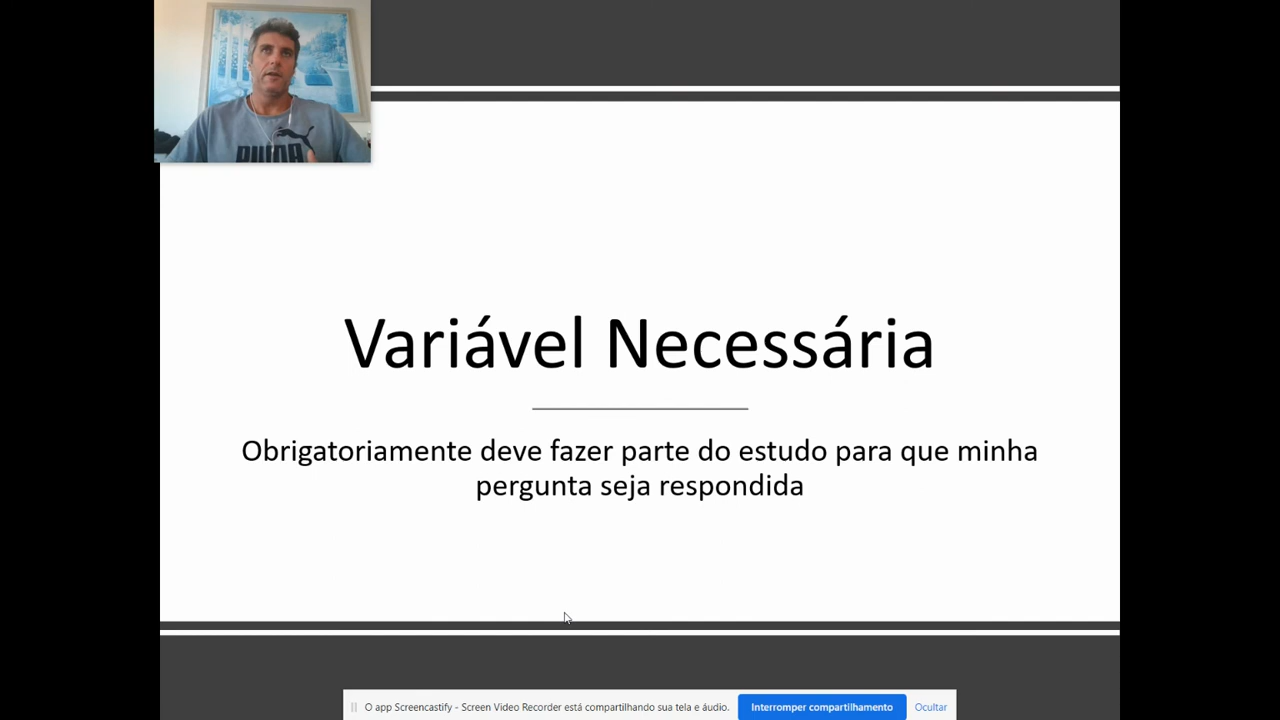 PUMA
Variável Necessária
Obrigatoriamente deve fazer parte do estudo para que minha
pergunta seja respondida
O app Screencastify - Screen Video Recorder está compartilhando sua tela e áudio.
Interromper compartilhamento
Ocultar